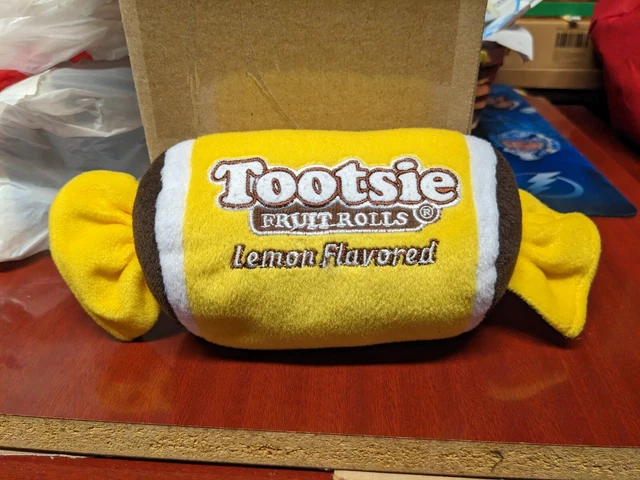 Tootsie
FRUIT ROLLS ®
Lemon Flavored